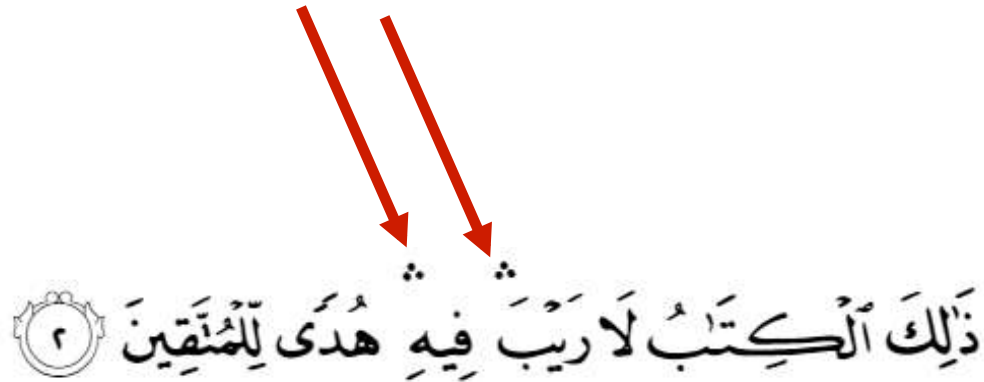 ذَٰلِكَ ٱلْكِتَٰبُ لَا رَيْبَ ۛ فِيهِ ۛ هُدًى لِّلْمُتَّقِينَ ٢